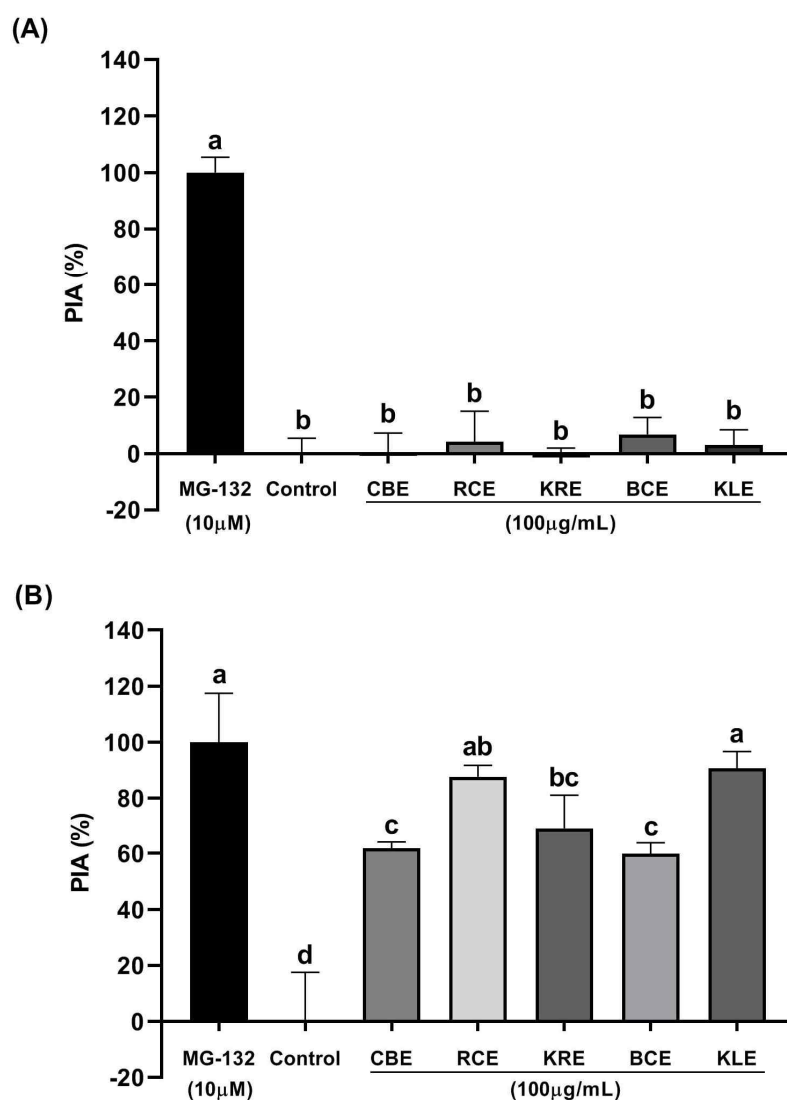 (A)
PIA (%)
140
120
100
80
60
40
20
0
-20
a
b
b
b
b
b
b
MG-132 Control CBE RCE KRE BCE KLE
(10μM) (100μg/mL)
(B)
PIA (%)
140
120
100
80
60
40
20
0
-20
a
d
c
ab
bc
c
a
MG-132 Control CBE RCE KRE BCE KLE
(10μM) (100μg/mL)